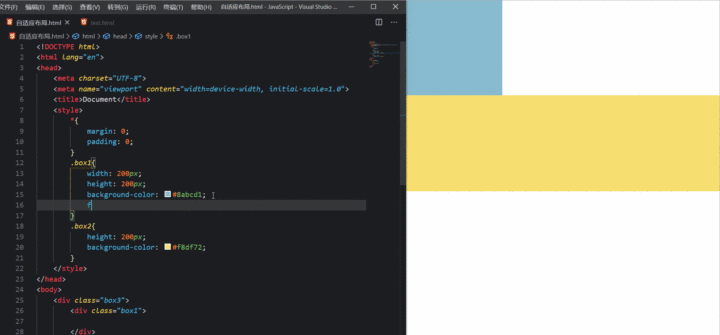 文件(F) 编辑(E) 选择(S) 查看(V) 转到(G) 运行(R) 终端(T) 帮助(H) 自适应布局.html - JavaScript - Visual Studio ...
自适应布局.html test.html
自适应布局.html > html > head > style > .box1
1 <!DOCTYPE html>
2 <html lang="en">
3 <head>
4 <meta charset="UTF-8">
5 <meta name="viewport" content="width=device-width, initial-scale=1.0">
6 <title>Document</title>
7 <style>
8 *{
9 margin: 0;
10 padding: 0;
11 }
12 .box1{
13 width: 200px;
14 height: 200px;
15 background-color: #8abcd1;
16 f
17 }
18 .box2{
19 height: 200px;
20 background-color: #f8df72;
21 }
22 </style>
23 </head>
24 <body>
25 <div class="box3">
26 <div class="box1">
27
28 </div>